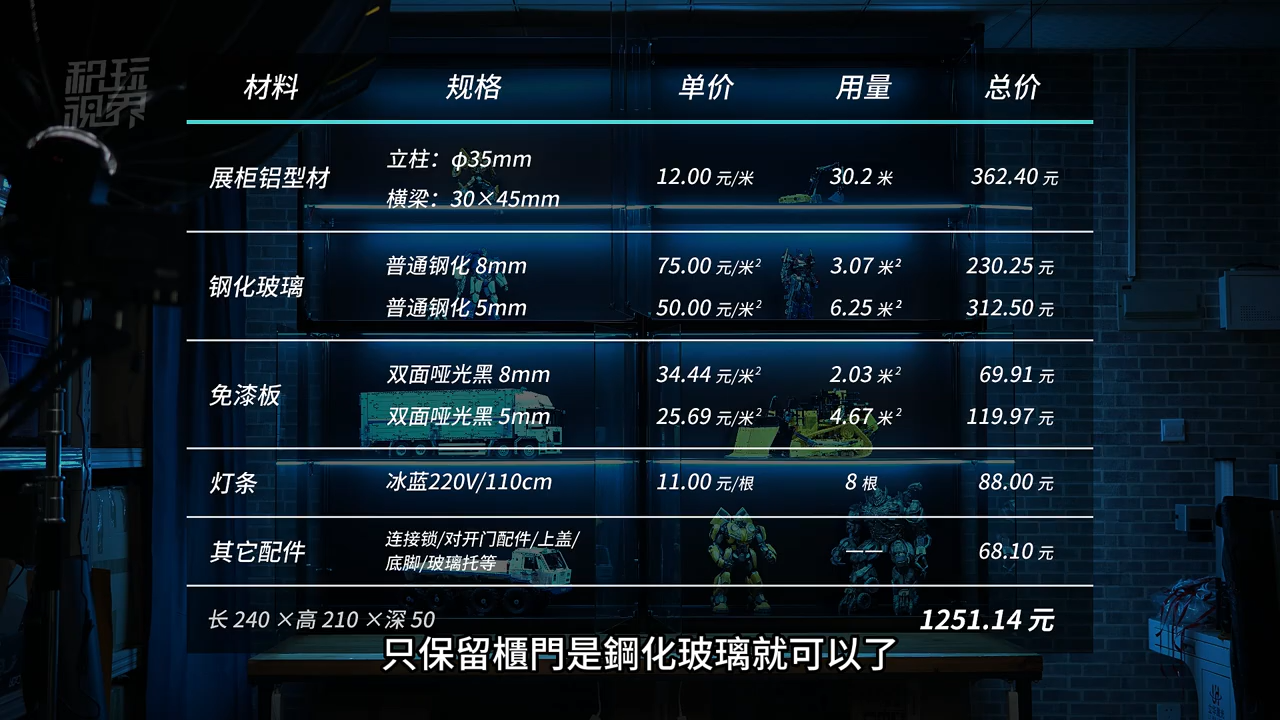 积玩
视界
材料 规格 单价 用量 总价
展柜铝型材 立柱：φ35mm 12.00 元/米 30.2 米 362.40 元
横梁：30×45mm
钢化玻璃 普通钢化 8mm 75.00 元/米² 3.07 米² 230.25 元
普通钢化 5mm 50.00 元/米² 6.25 米² 312.50 元
免漆板 双面哑光黑 8mm 34.44 元/米² 2.03 米² 69.91 元
双面哑光黑 5mm 25.69 元/米² 4.67 米² 119.97 元
灯条 冰蓝220V/110cm 11.00 元/根 8 根 88.00 元
其它配件 连接锁/对开门配件/上盖/ —— 68.10 元
底脚/玻璃托等
长 240 ×高 210 ×深 50 1251.14 元
只保留櫃門是鋼化玻璃就可以了